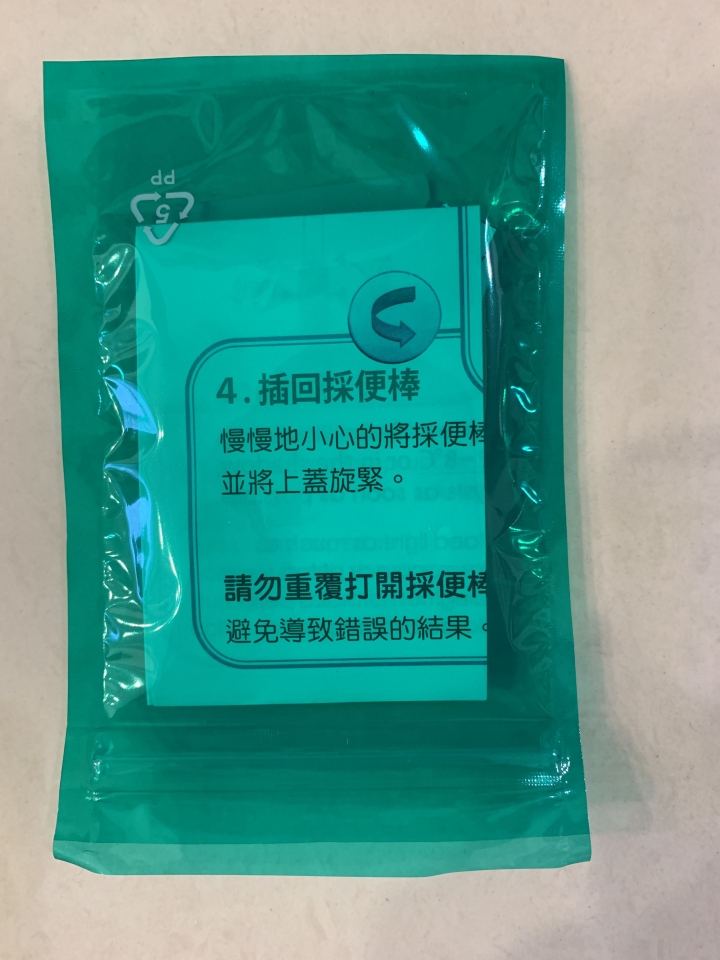 PP
5
4.插回採便棒
慢慢地小心的將採便棒
並將上蓋旋緊。
請勿重覆打開採便棒
避免導致錯誤的結果。